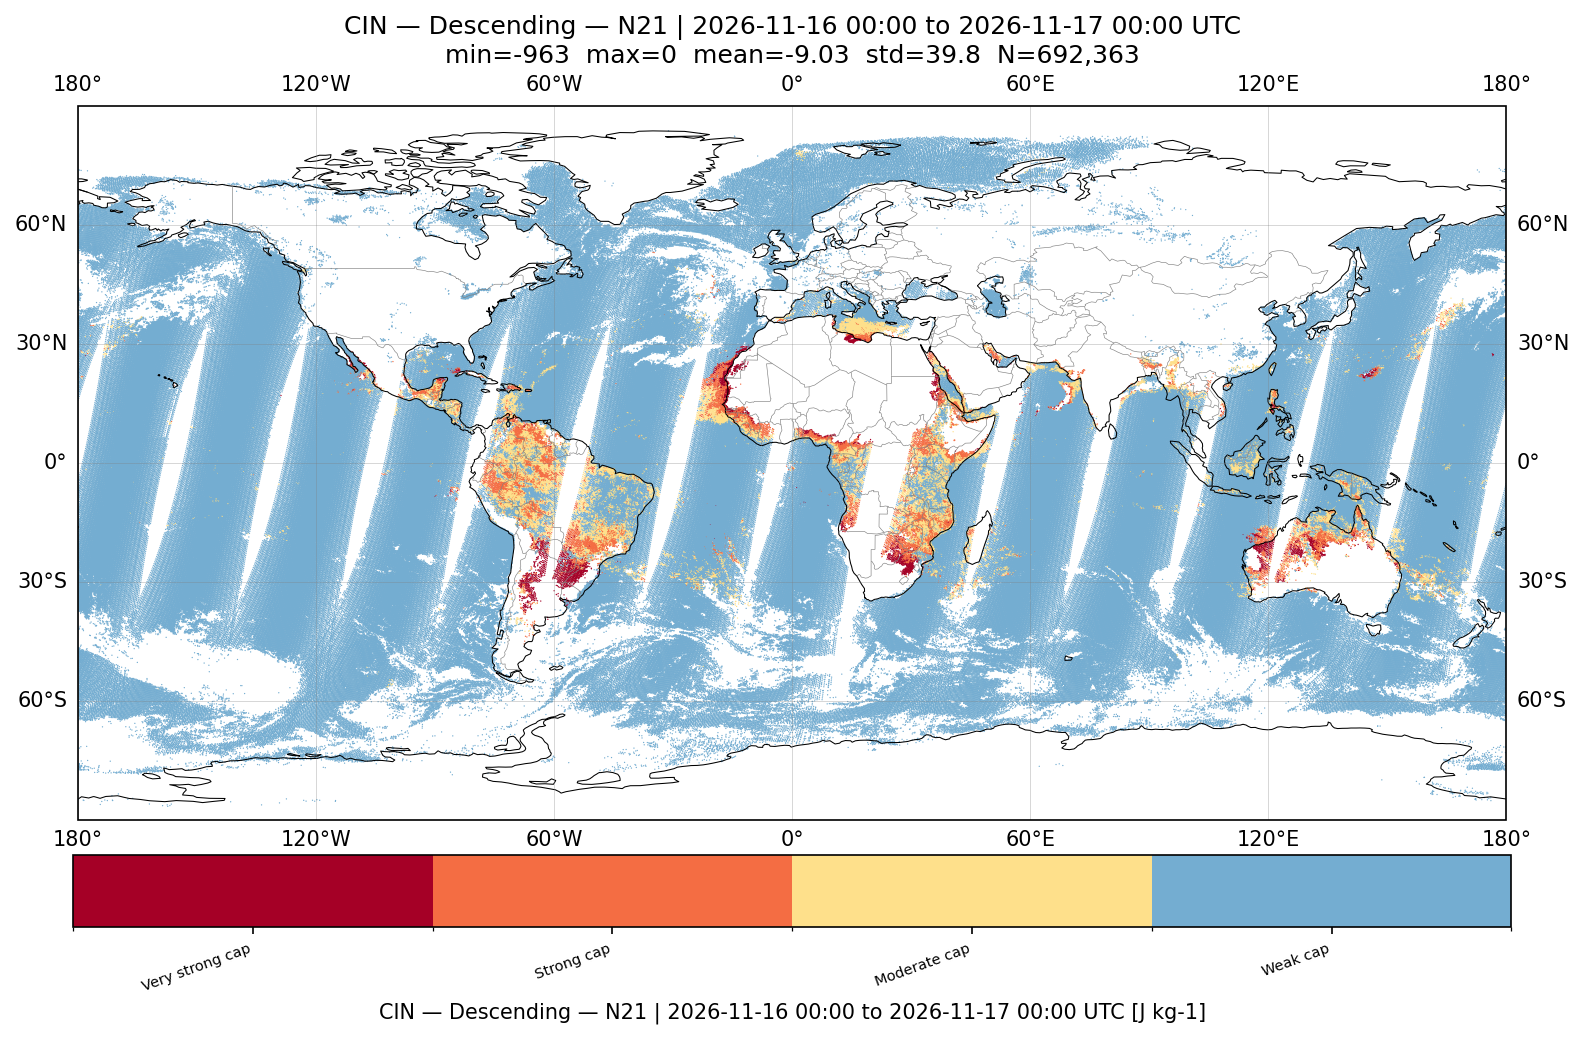 CIN — Descending — N21 | 2026-11-16 00:00 to 2026-11-17 00:00 UTC
min=-963  max=0  mean=-9.03  std=39.8  N=692,363
180° 120°W 60°W 0° 60°E 120°E 180°
60°N 60°N
30°N 30°N
0° 0°
30°S 30°S
60°S 60°S
180° 120°W 60°W 0° 60°E 120°E 180°
Very strong cap Strong cap Moderate cap Weak cap
CIN — Descending — N21 | 2026-11-16 00:00 to 2026-11-17 00:00 UTC [J kg-1]